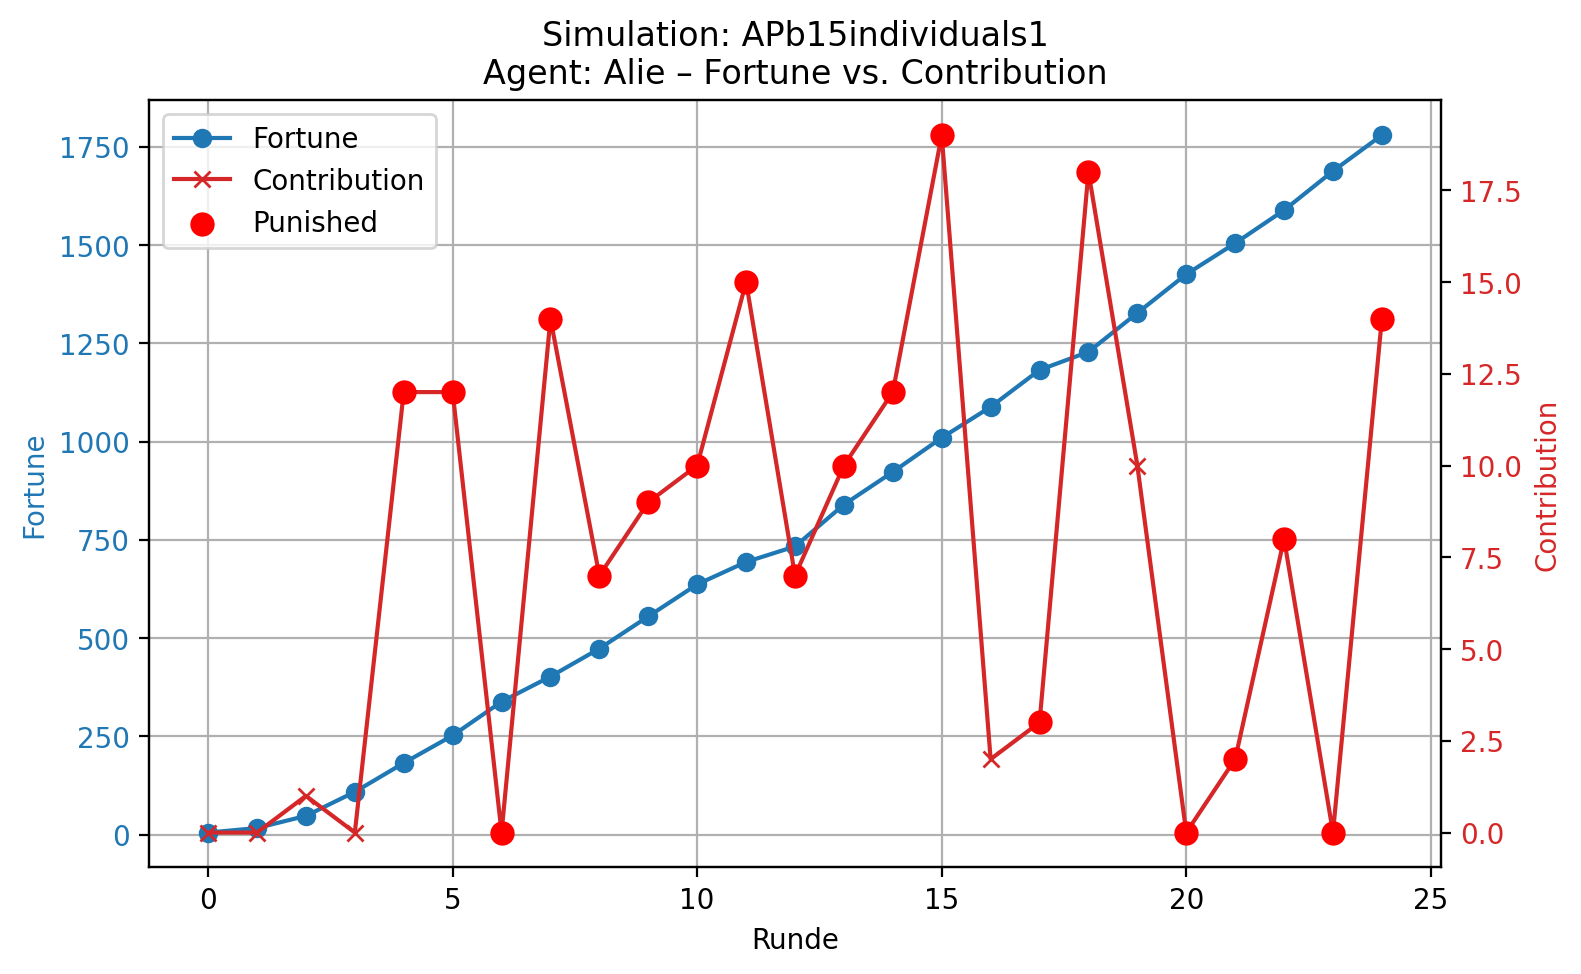 Simulation: APb15individuals1
Agent: Alie – Fortune vs. Contribution
Fortune
Contribution
Punished
1750
1500
1250
1000
750
500
250
0
Fortune
17.5
15.0
12.5
10.0
7.5
5.0
2.5
0.0
Contribution
0 5 10 15 20 25
Runde